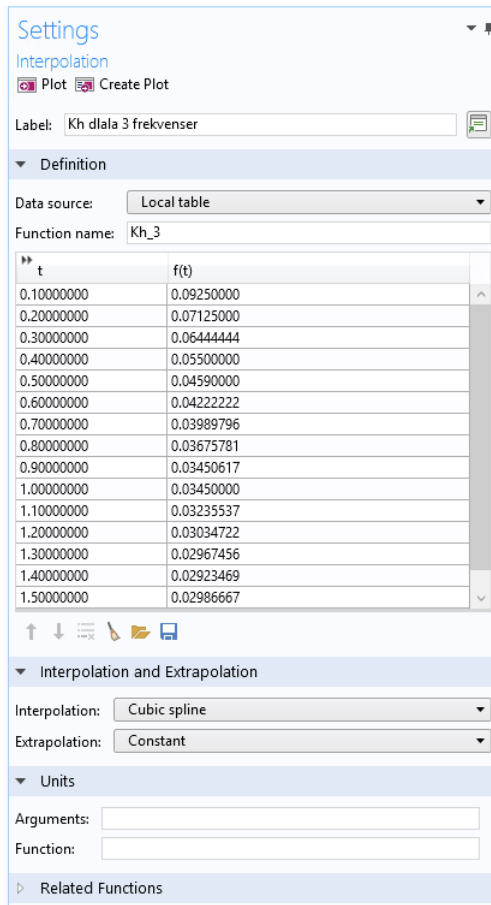 Settings
Interpolation
Plot Create Plot
Label: Kh dlala 3 frekvenser
Definition
Data source: Local table
Function name: Kh_3
t f(t)
0.10000000 0.09250000
0.20000000 0.07125000
0.30000000 0.06444444
0.40000000 0.05500000
0.50000000 0.04590000
0.60000000 0.04222222
0.70000000 0.03989796
0.80000000 0.03675781
0.90000000 0.03450617
1.00000000 0.03450000
1.10000000 0.03235537
1.20000000 0.03034722
1.30000000 0.02967456
1.40000000 0.02923469
1.50000000 0.02986667
Interpolation and Extrapolation
Interpolation: Cubic spline
Extrapolation: Constant
Units
Arguments:
Function:
Related Functions